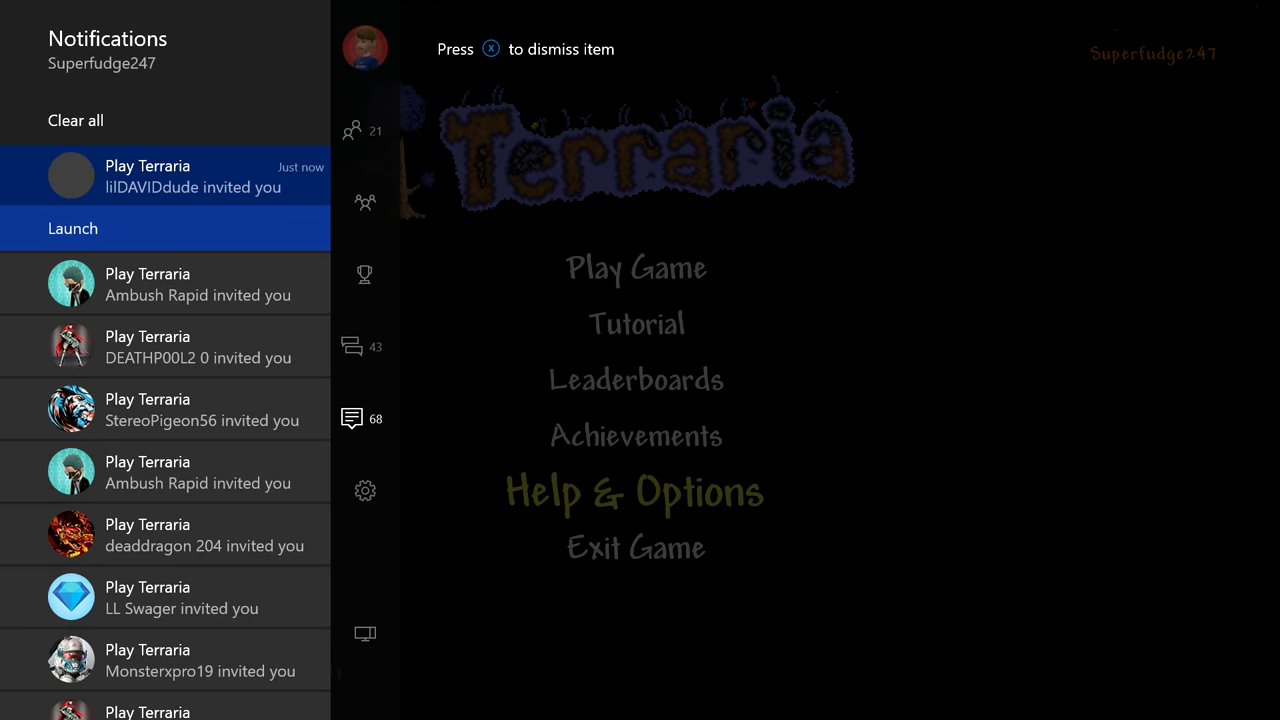 Notifications
Superfudge247
Clear all
Play Terraria
Just now
lilDAVIDdude invited you
Launch
Play Terraria
Ambush Rapid invited you
Play Terraria
DEATHP00L2 0 invited you
Play Terraria
StereoPigeon56 invited you
Play Terraria
Ambush Rapid invited you
Play Terraria
deaddragon 204 invited you
Play Terraria
LL Swager invited you
Play Terraria
Monsterxpro19 invited you
Play Terraria
21
43
68
Press X to dismiss item
Superfudge247
Terraria
Play Game
Tutorial
Leaderboards
Achievements
Help & Options
Exit Game